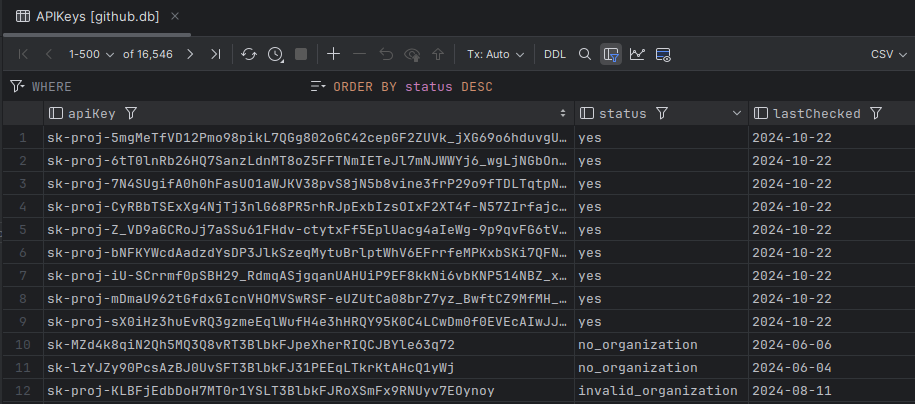 APIKeys [github.db]
1-500 of 16,546 Tx: Auto DDL CSV
WHERE ORDER BY status DESC
apiKey status lastChecked
1 sk-proj-5mgMeTfVD12Pmo98pikL7QGg8O2oGC42cepGF2ZUVk_jXG69o6hduvgU… yes 2024-10-22
2 sk-proj-6tT0lnRb26HQ7SanzLdnMT8oZ5FFTNmIETeJl7mNJWWYj6_wgLjNGbOn… yes 2024-10-22
3 sk-proj-7N4SUgifA0h0hFasUO1aWJKV38pvS8jN5b8vine3frP29o9fTDLTqtpN… yes 2024-10-22
4 sk-proj-CyRBbTSExXg4NjTj3nlG68PR5rhRJpExbIzsOIxF2XT4f-N57ZIrfajc… yes 2024-10-22
5 sk-proj-Z_VD9aGCRoJj7aSSu61FHdv-ctytxFf5EplUacg4aIeWg-9p9qvFG6tV… yes 2024-10-22
6 sk-proj-bNFKYWcdAadzdYsDP3JlkSzeqMytuBrlptWhV6EFrrfeMPKxbSKi7QFN… yes 2024-10-22
7 sk-proj-iU-SCrrmf0pSBH29_RdmqASjgqanUAHUiP9EF8kkNi6vbKNP514NBZ_x… yes 2024-10-22
8 sk-proj-mDmaU962tGfdxGIcnVHOMVSwRSF-eUZUtCa08brZ7yz_BwftCZ9MfMH_… yes 2024-10-22
9 sk-proj-sX0iHz3huEvRQ3gzmeEqlWufH4e3hHRQY95K0C4LCwDm0f0EVEcAIwJJ… yes 2024-10-22
10 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 no_organization 2024-06-06
11 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 no_organization 2024-06-04
12 sk-proj-KLBFjEdbDoH7MT0r1YSLT3BlbkFJRoXSmFx9RNUyv7EOynoy invalid_organization 2024-08-11